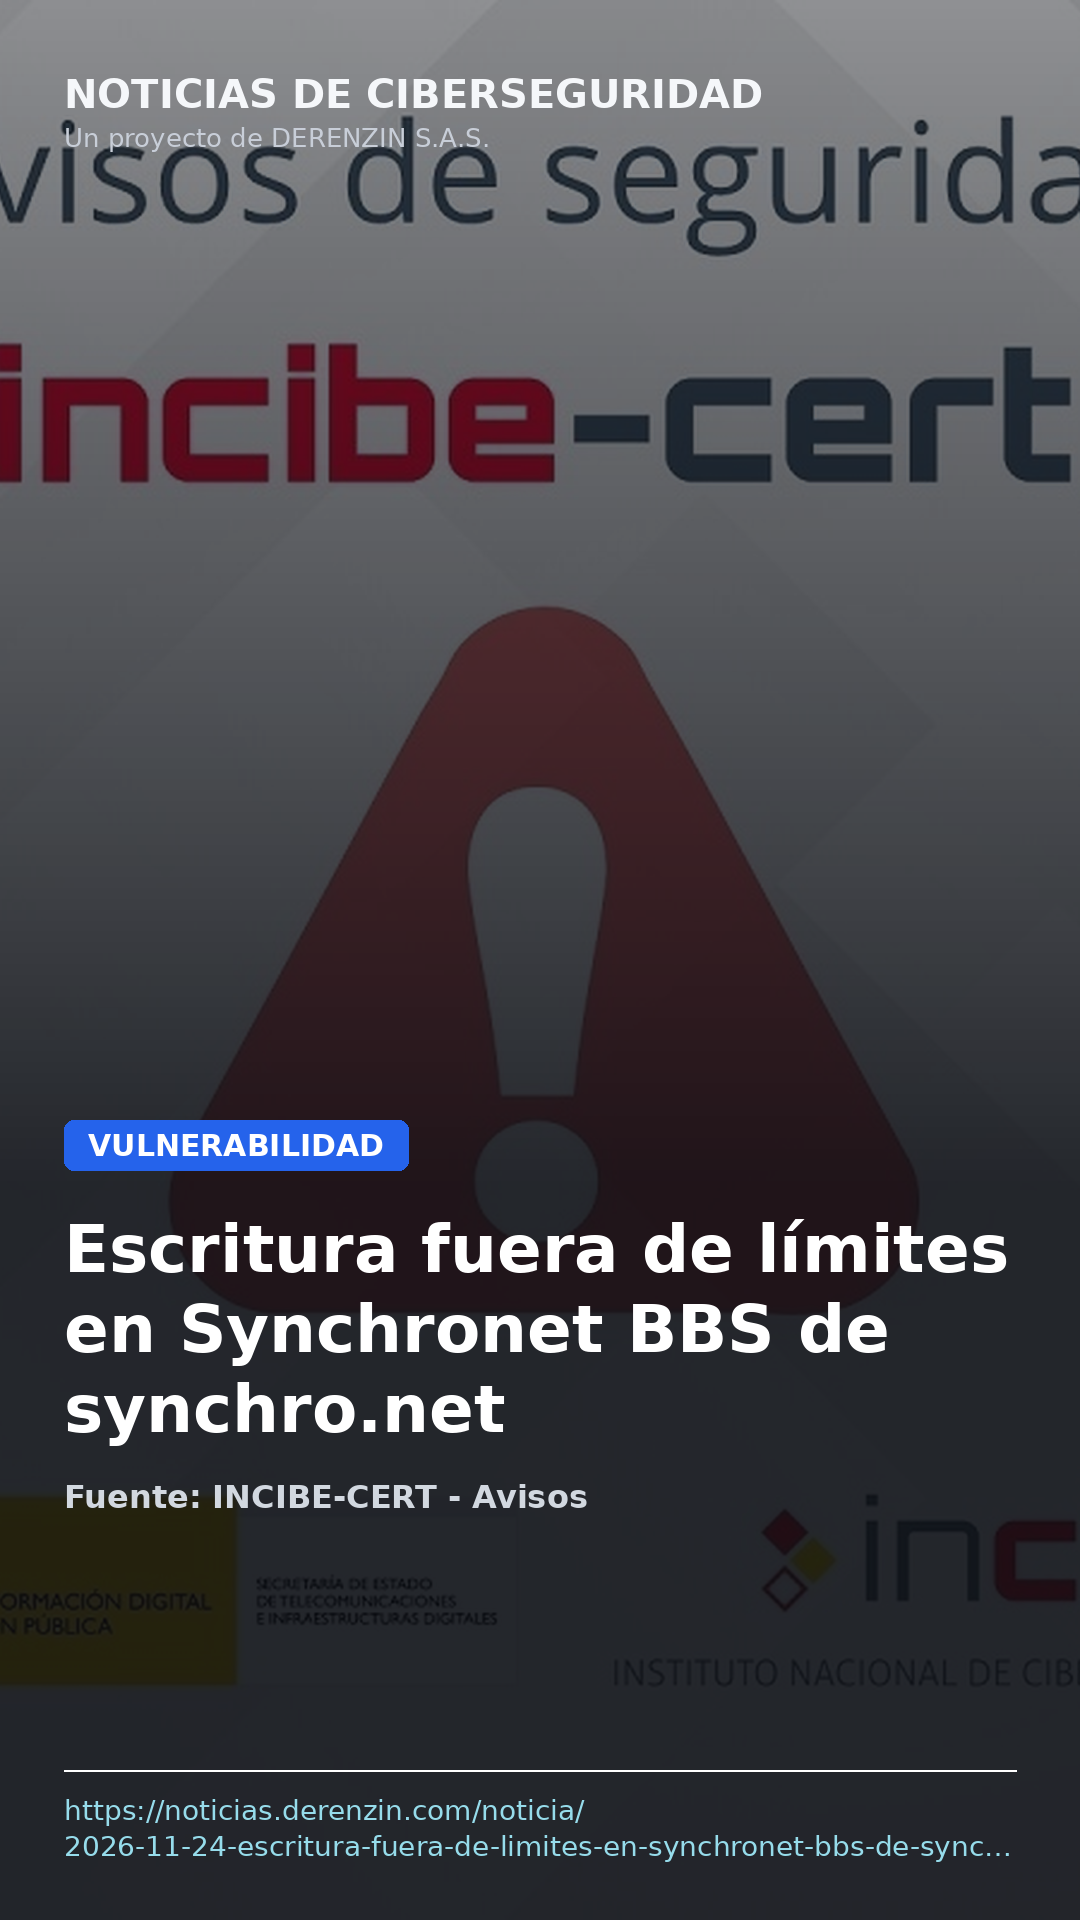 NOTICIAS DE CIBERSEGURIDAD
Un proyecto de DERENZIN S.A.S.
visos de segurida
incibe-cert
VULNERABILIDAD
Escritura fuera de límites
en Synchronet BBS de
synchro.net
Fuente: INCIBE-CERT - Avisos
ORMACIÓN DIGITAL
N PÚBLICA
SECRETARÍA DE ESTADO
DE TELECOMUNICACIONES
E INFRAESTRUCTURAS DIGITALES
inc
INSTITUTO NACIONAL DE CIB
https://noticias.derenzin.com/noticia/
2026-11-24-escritura-fuera-de-limites-en-synchronet-bbs-de-sync...